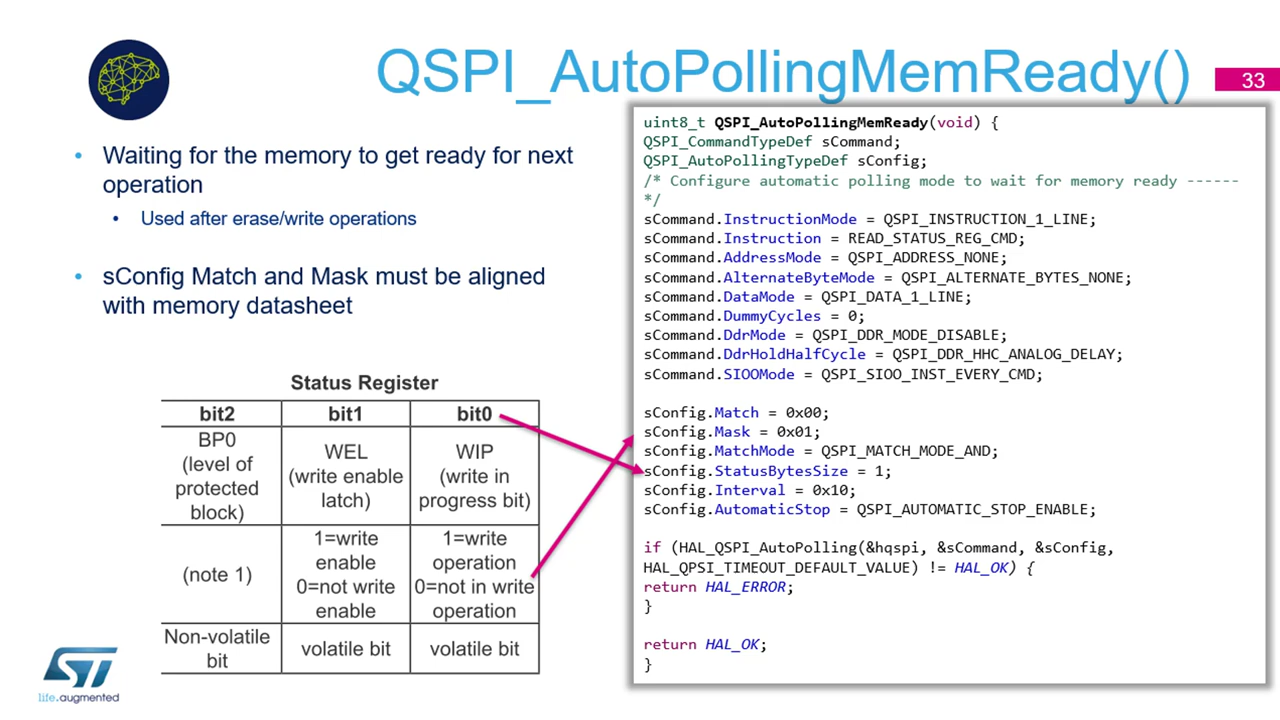 QSPI_AutoPollingMemReady()
33
• Waiting for the memory to get ready for next
operation
• Used after erase/write operations
• sConfig Match and Mask must be aligned
with memory datasheet
Status Register
bit2 bit1 bit0
BP0
(level of
protected
block)
WEL
(write enable
latch)
WIP
(write in
progress bit)
(note 1)
1=write
enable
0=not write
enable
1=write
operation
0=not in write
operation
Non-volatile
bit
volatile bit
volatile bit
uint8_t QSPI_AutoPollingMemReady(void) {
QSPI_CommandTypeDef sCommand;
QSPI_AutoPollingTypeDef sConfig;
/* Configure automatic polling mode to wait for memory ready ------
*/
sCommand.InstructionMode = QSPI_INSTRUCTION_1_LINE;
sCommand.Instruction = READ_STATUS_REG_CMD;
sCommand.AddressMode = QSPI_ADDRESS_NONE;
sCommand.AlternateByteMode = QSPI_ALTERNATE_BYTES_NONE;
sCommand.DataMode = QSPI_DATA_1_LINE;
sCommand.DummyCycles = 0;
sCommand.DdrMode = QSPI_DDR_MODE_DISABLE;
sCommand.DdrHoldHalfCycle = QSPI_DDR_HHC_ANALOG_DELAY;
sCommand.SIOOMode = QSPI_SIOO_INST_EVERY_CMD;
sConfig.Match = 0x00;
sConfig.Mask = 0x01;
sConfig.MatchMode = QSPI_MATCH_MODE_AND;
sConfig.StatusBytesSize = 1;
sConfig.Interval = 0x10;
sConfig.AutomaticStop = QSPI_AUTOMATIC_STOP_ENABLE;
if (HAL_QSPI_AutoPolling(&hqspi, &sCommand, &sConfig,
HAL_QPSI_TIMEOUT_DEFAULT_VALUE) != HAL_OK) {
return HAL_ERROR;
}
return HAL_OK;
}
ST
life.augmented